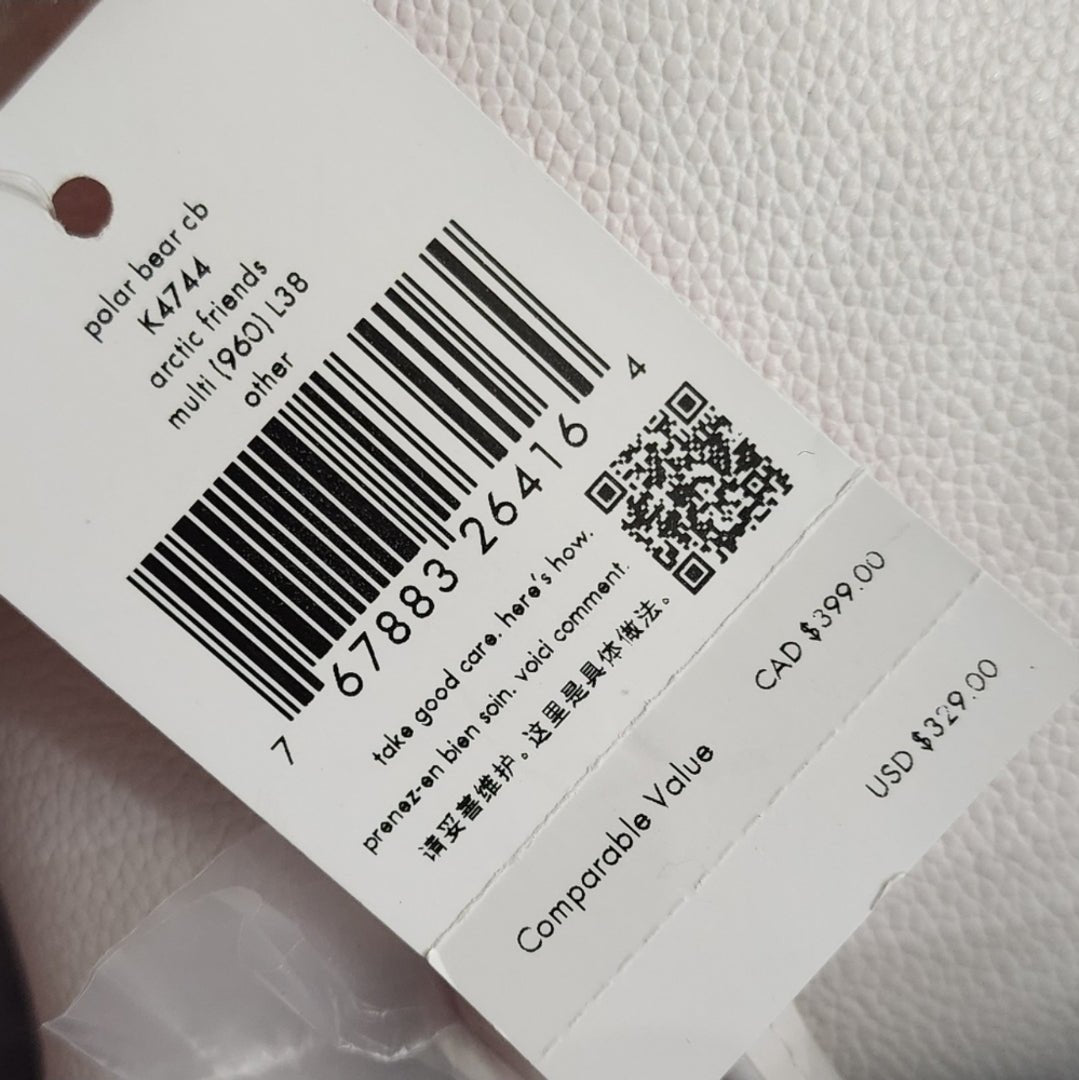 polar bear cb
K4744
arctic friends
multi (960) L38
other
7 67883 26416 4
take good care. here's how.
prenez-en bien soin. voici comment.
请妥善维护。这里是具体做法。
Comparable Value
CAD $399.00
USD $329.00